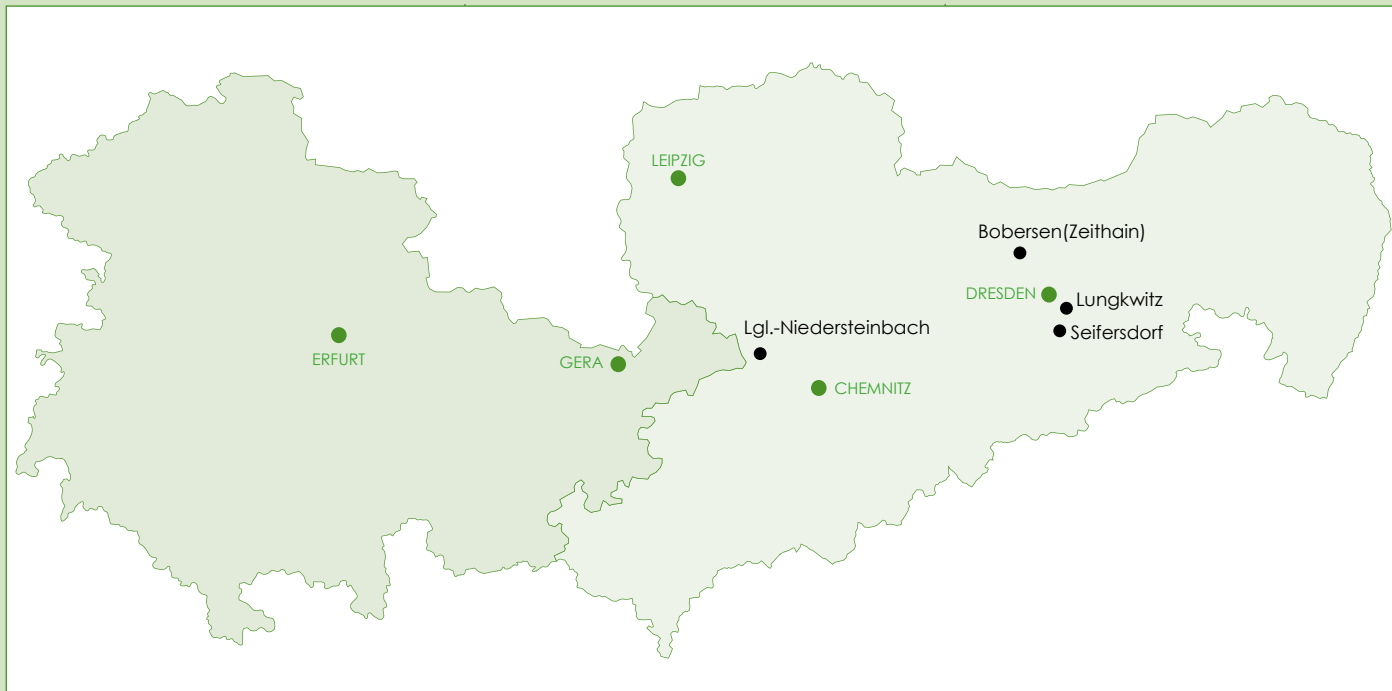 LEIPZIG
Bobersen(Zeithain)
DRESDEN
Lungkwitz
Lgl.-Niedersteinbach
Seifersdorf
ERFURT
GERA
CHEMNITZ